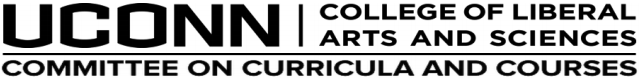 UCONN | COLLEGE OF LIBERAL
ARTS AND SCIENCES
COMMITTEE ON CURRICULA AND COURSES